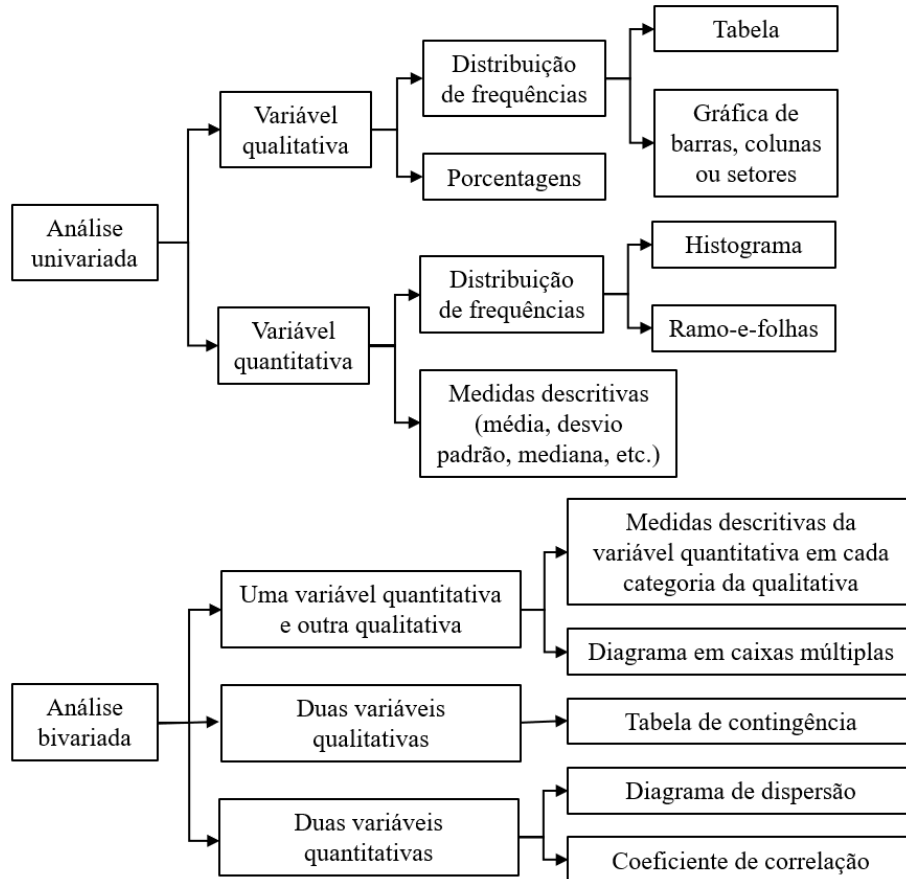 Análise
univariada
Variável
qualitativa
Distribuição
de frequências
Tabela
Gráfica de
barras, colunas
ou setores
Porcentagens
Variável
quantitativa
Distribuição
de frequências
Histograma
Ramo-e-folhas
Medidas descritivas
(média, desvio
padrão, mediana, etc.)
Análise
bivariada
Uma variável quantitativa
e outra qualitativa
Medidas descritivas da
variável quantitativa em cada
categoria da qualitativa
Diagrama em caixas múltiplas
Duas variáveis
qualitativas
Tabela de contingência
Duas variáveis
quantitativas
Diagrama de dispersão
Coeficiente de correlação